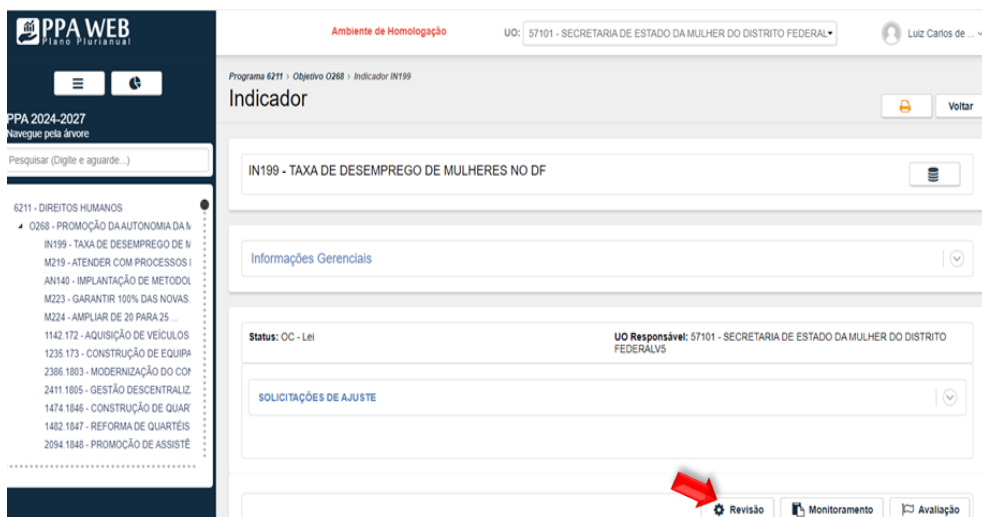 PPA WEB
Plano Plurianual
Ambiente de Homologação
UO: 57101 - SECRETARIA DE ESTADO DA MULHER DO DISTRITO FEDERAL
Luiz Carlos de ...
PPA 2024-2027
Navegue pela árvore
Pesquisar (Digite e aguarde...)
6211 - DIREITOS HUMANOS
O268 - PROMOÇÃO DA AUTONOMIA DA M
IN199 - TAXA DE DESEMPREGO DE M
M219 - ATENDER COM PROCESSOS I
AN140 - IMPLANTAÇÃO DE METODOL
M223 - GARANTIR 100% DAS NOVAS
M224 - AMPLIAR DE 20 PARA 25 ...
1142.172 - AQUISIÇÃO DE VEÍCULOS
1235.173 - CONSTRUÇÃO DE EQUIPA
2386.1803 - MODERNIZAÇÃO DO COM
2411.1805 - GESTÃO DESCENTRALIZ
1474.1846 - CONSTRUÇÃO DE QUAR
1482.1847 - REFORMA DE QUARTÉIS
2094.1848 - PROMOÇÃO DE ASSISTÊ
Programa 6211 > Objetivo O268 > Indicador IN199
Indicador
Voltar
IN199 - TAXA DE DESEMPREGO DE MULHERES NO DF
Informações Gerenciais
Status: OC - Lei
UO Responsável: 57101 - SECRETARIA DE ESTADO DA MULHER DO DISTRITO
FEDERALV5
SOLICITAÇÕES DE AJUSTE
Revisão
Monitoramento
Avaliação